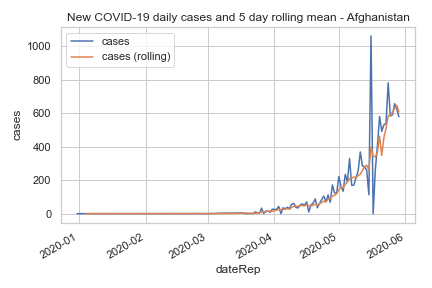 New COVID-19 daily cases and 5 day rolling mean - Afghanistan
cases
cases (rolling)
1000
800
600
400
200
0
cases
2020-01
2020-02
2020-03
2020-04
2020-05
2020-06
dateRep